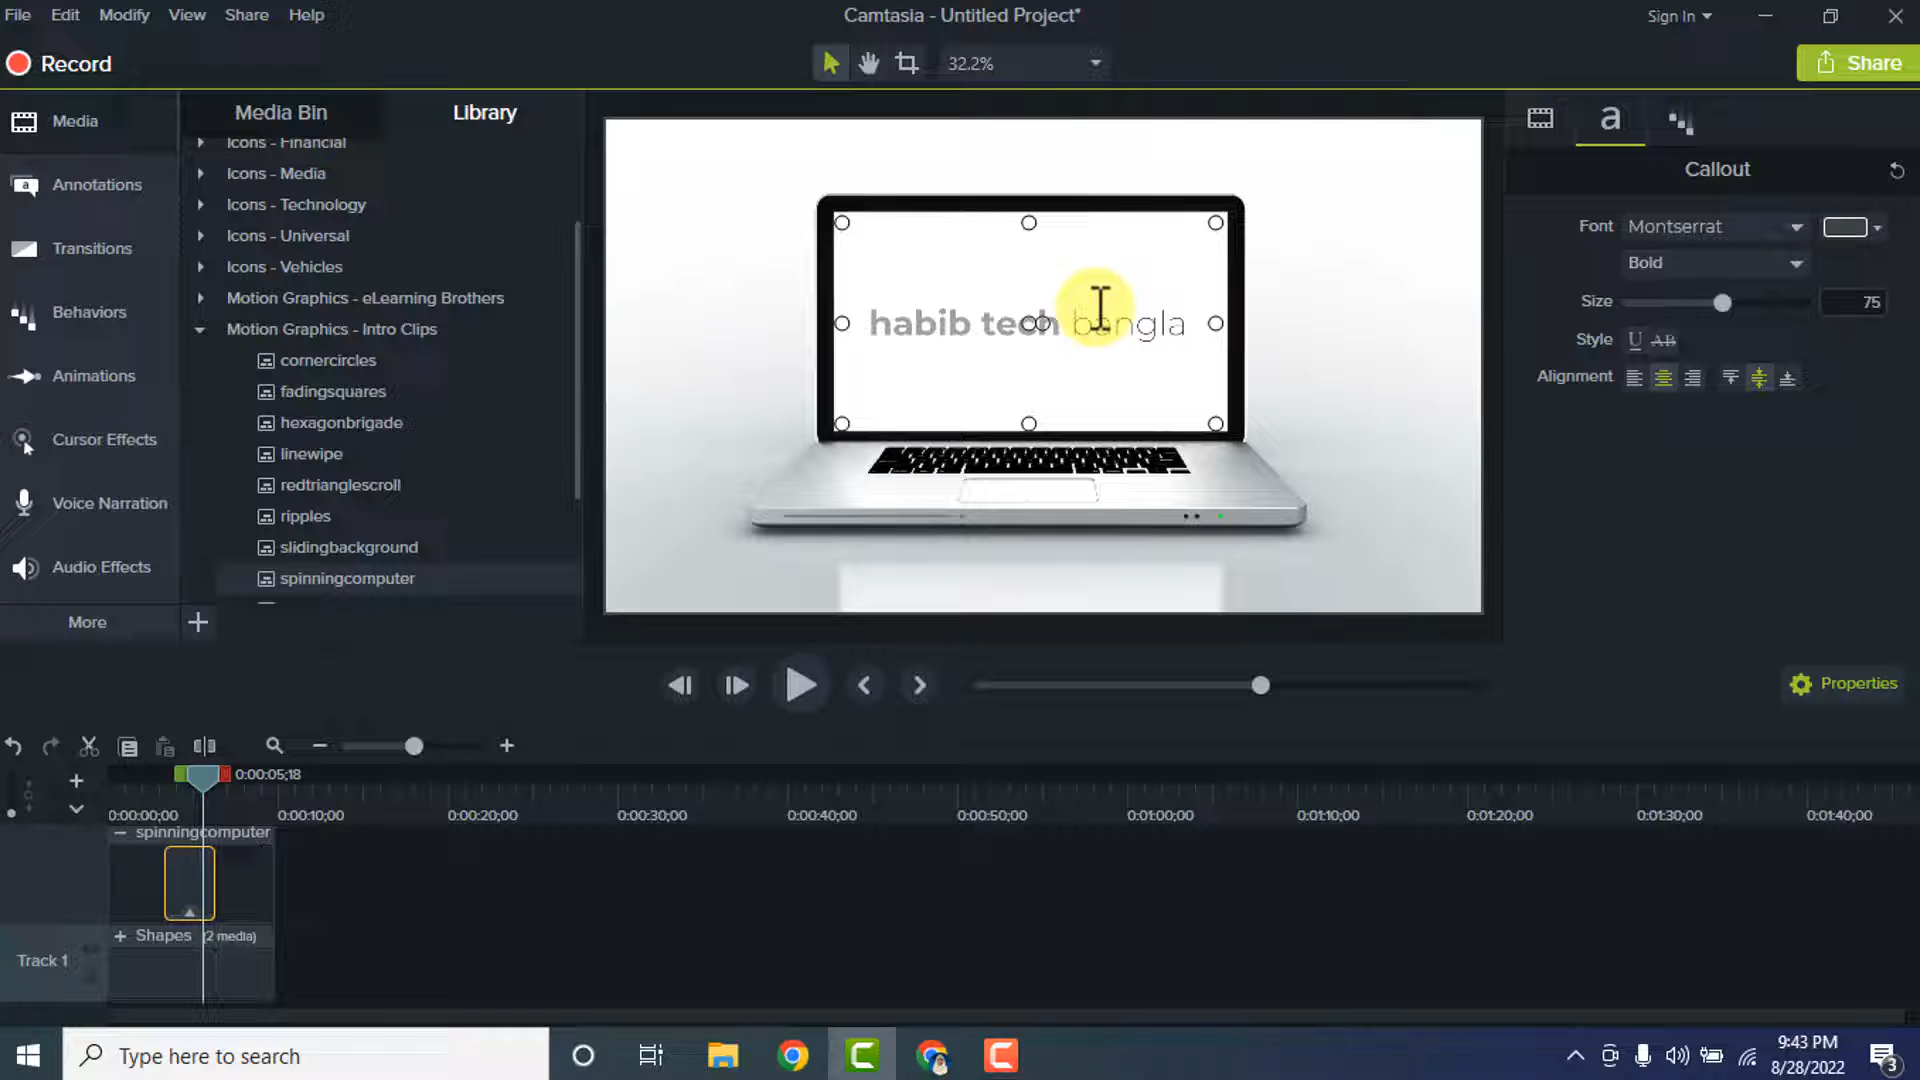 File Edit Modify View Share Help
Camtasia - Untitled Project*
Sign In
Record
32.2%
Share
Media
Media Bin
Library
a
Icons - Financial
Callout
Icons - Media
Annotations
Icons - Technology
Font Montserrat
Icons - Universal
Transitions
Bold
Icons - Vehicles
Motion Graphics - eLearning Brothers
Size 75
Behaviors
Motion Graphics - Intro Clips
habib tech bangla
Style U AB
cornercircles
Animations
Alignment
fadingsquares
hexagonbrigade
Cursor Effects
linewipe
redtrianglescroll
Voice Narration
ripples
slidingbackground
Audio Effects
spinningcomputer
More
Properties
0:00:05;18
0:00:00;00 0:00:10;00 0:00:20;00 0:00:30;00 0:00:40;00 0:00:50;00 0:01:00;00 0:01:10;00 0:01:20;00 0:01:30;00 0:01:40;00
spinningcomputer
Shapes (2 media)
Track 1
Type here to search
9:43 PM
8/28/2022
3